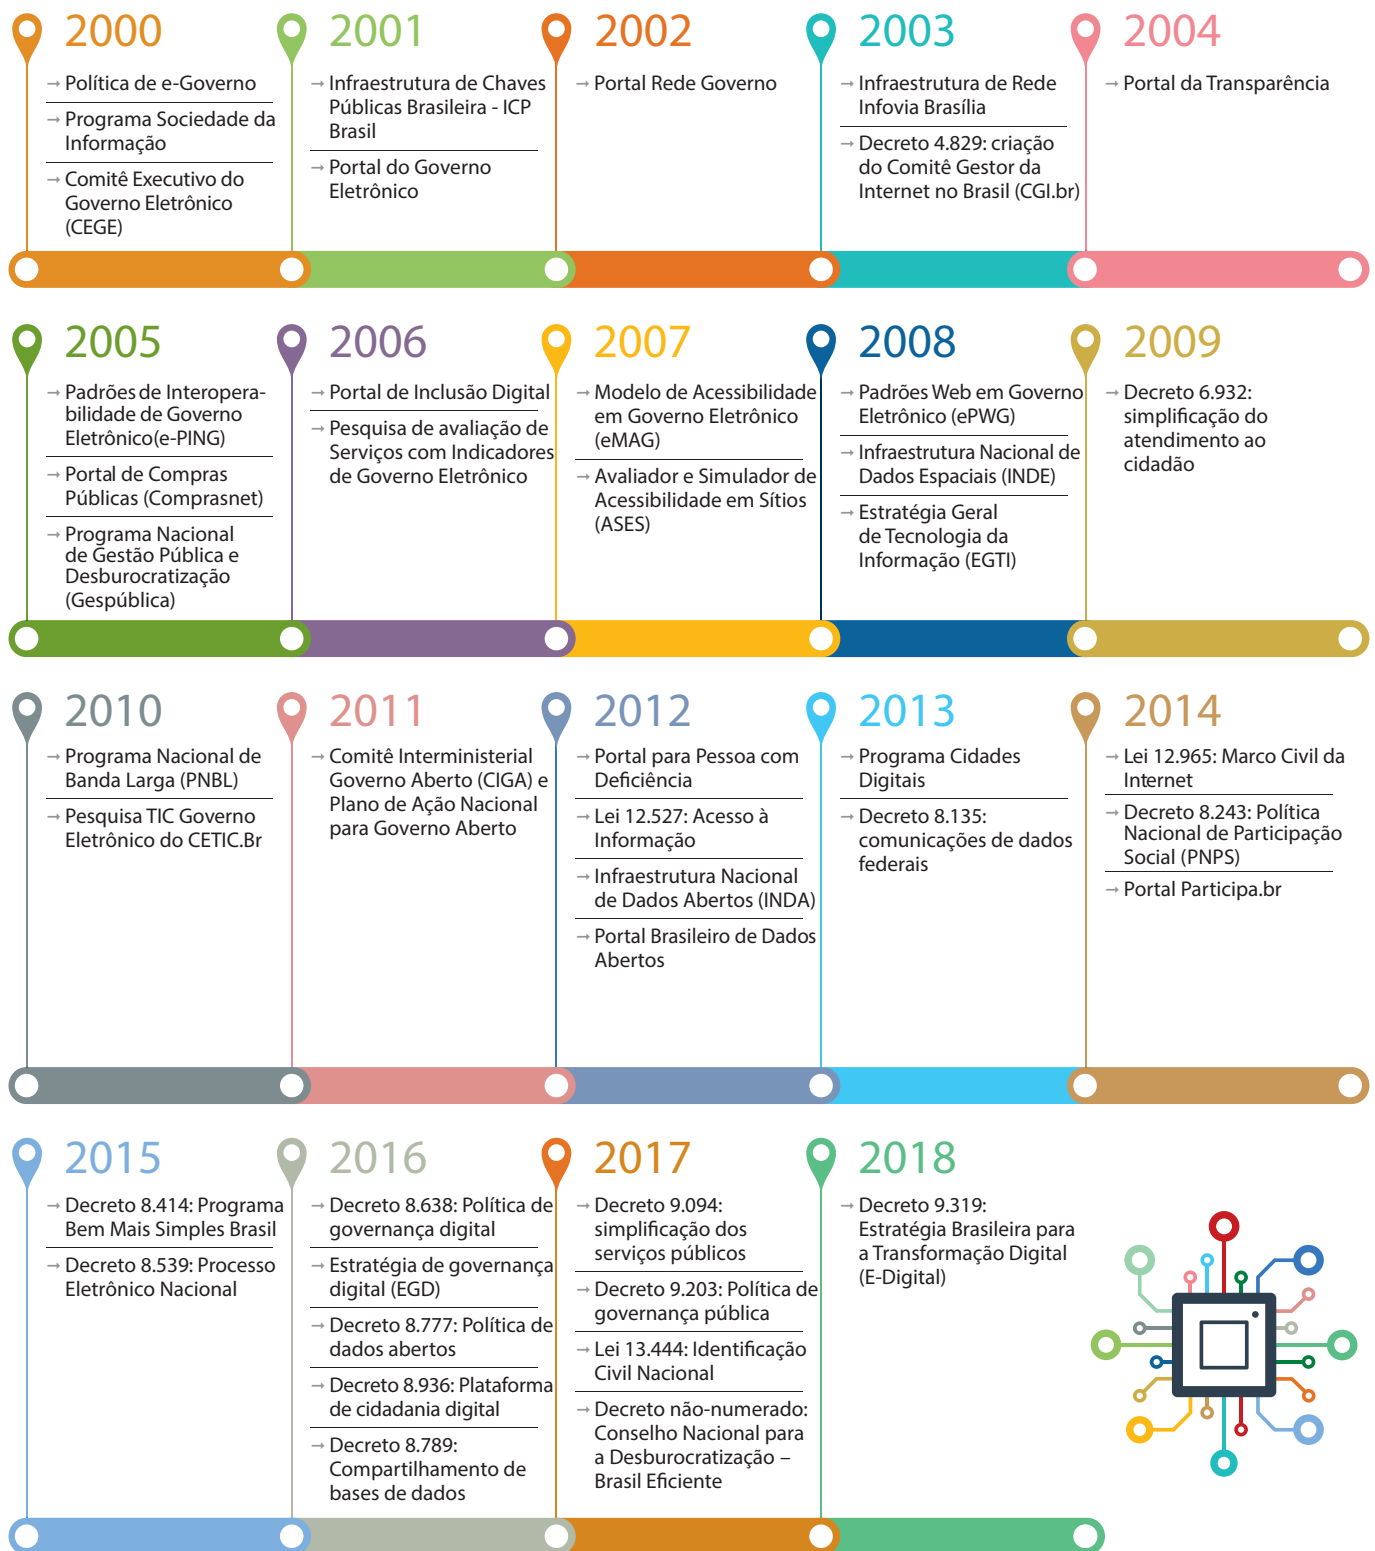 2000
→ Política de e-Governo
→ Programa Sociedade da
Informação
→ Comitê Executivo do
Governo Eletrônico
(CEGE)
2001
→ Infraestrutura de Chaves
Públicas Brasileira - ICP
Brasil
→ Portal do Governo
Eletrônico
2002
→ Portal Rede Governo
2003
→ Infraestrutura de Rede
Infovia Brasília
→ Decreto 4.829: criação
do Comitê Gestor da
Internet no Brasil (CGI.br)
2004
→ Portal da Transparência
2005
→ Padrões de Interopera-
bilidade de Governo
Eletrônico(e-PING)
→ Portal de Compras
Públicas (Comprasnet)
→ Programa Nacional
de Gestão Pública e
Desburocratização
(Gespública)
2006
→ Portal de Inclusão Digital
→ Pesquisa de avaliação de
Serviços com Indicadores
de Governo Eletrônico
2007
→ Modelo de Acessibilidade
em Governo Eletrônico
(eMAG)
→ Avaliador e Simulador de
Acessibilidade em Sítios
(ASES)
2008
→ Padrões Web em Governo
Eletrônico (ePWG)
→ Infraestrutura Nacional de
Dados Espaciais (INDE)
→ Estratégia Geral
de Tecnologia da
Informação (EGTI)
2009
→ Decreto 6.932:
simplificação do
atendimento ao
cidadão
2010
→ Programa Nacional de
Banda Larga (PNBL)
→ Pesquisa TIC Governo
Eletrônico do CETIC.Br
2011
→ Comitê Interministerial
Governo Aberto (CIGA) e
Plano de Ação Nacional
para Governo Aberto
2012
→ Portal para Pessoa com
Deficiência
→ Lei 12.527: Acesso à
Informação
→ Infraestrutura Nacional
de Dados Abertos (INDA)
→ Portal Brasileiro de Dados
Abertos
2013
→ Programa Cidades
Digitais
→ Decreto 8.135:
comunicações de dados
federais
2014
→ Lei 12.965: Marco Civil da
Internet
→ Decreto 8.243: Política
Nacional de Participação
Social (PNPS)
→ Portal Participa.br
2015
→ Decreto 8.414: Programa
Bem Mais Simples Brasil
→ Decreto 8.539: Processo
Eletrônico Nacional
2016
→ Decreto 8.638: Política de
governança digital
→ Estratégia de governança
digital (EGD)
→ Decreto 8.777: Política de
dados abertos
→ Decreto 8.936: Plataforma
de cidadania digital
→ Decreto 8.789:
Compartilhamento de
bases de dados
2017
→ Decreto 9.094:
simplificação dos
serviços públicos
→ Decreto 9.203: Política de
governança pública
→ Lei 13.444: Identificação
Civil Nacional
→ Decreto não-numerado:
Conselho Nacional para
a Desburocratização –
Brasil Eficiente
2018
→ Decreto 9.319:
Estratégia Brasileira para
a Transformação Digital
(E-Digital)